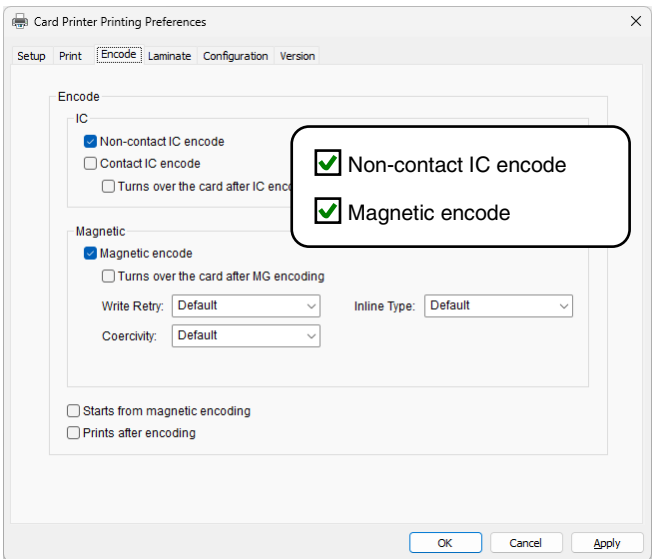 Card Printer Printing Preferences
Setup Print Encode Laminate Configuration Version
Encode
IC
Non-contact IC encode
Contact IC encode
Turns over the card after IC enco
Non-contact IC encode
Magnetic encode
Magnetic
Magnetic encode
Turns over the card after MG encoding
Write Retry: Default Inline Type: Default
Coercivity: Default
Starts from magnetic encoding
Prints after encoding
OK Cancel Apply